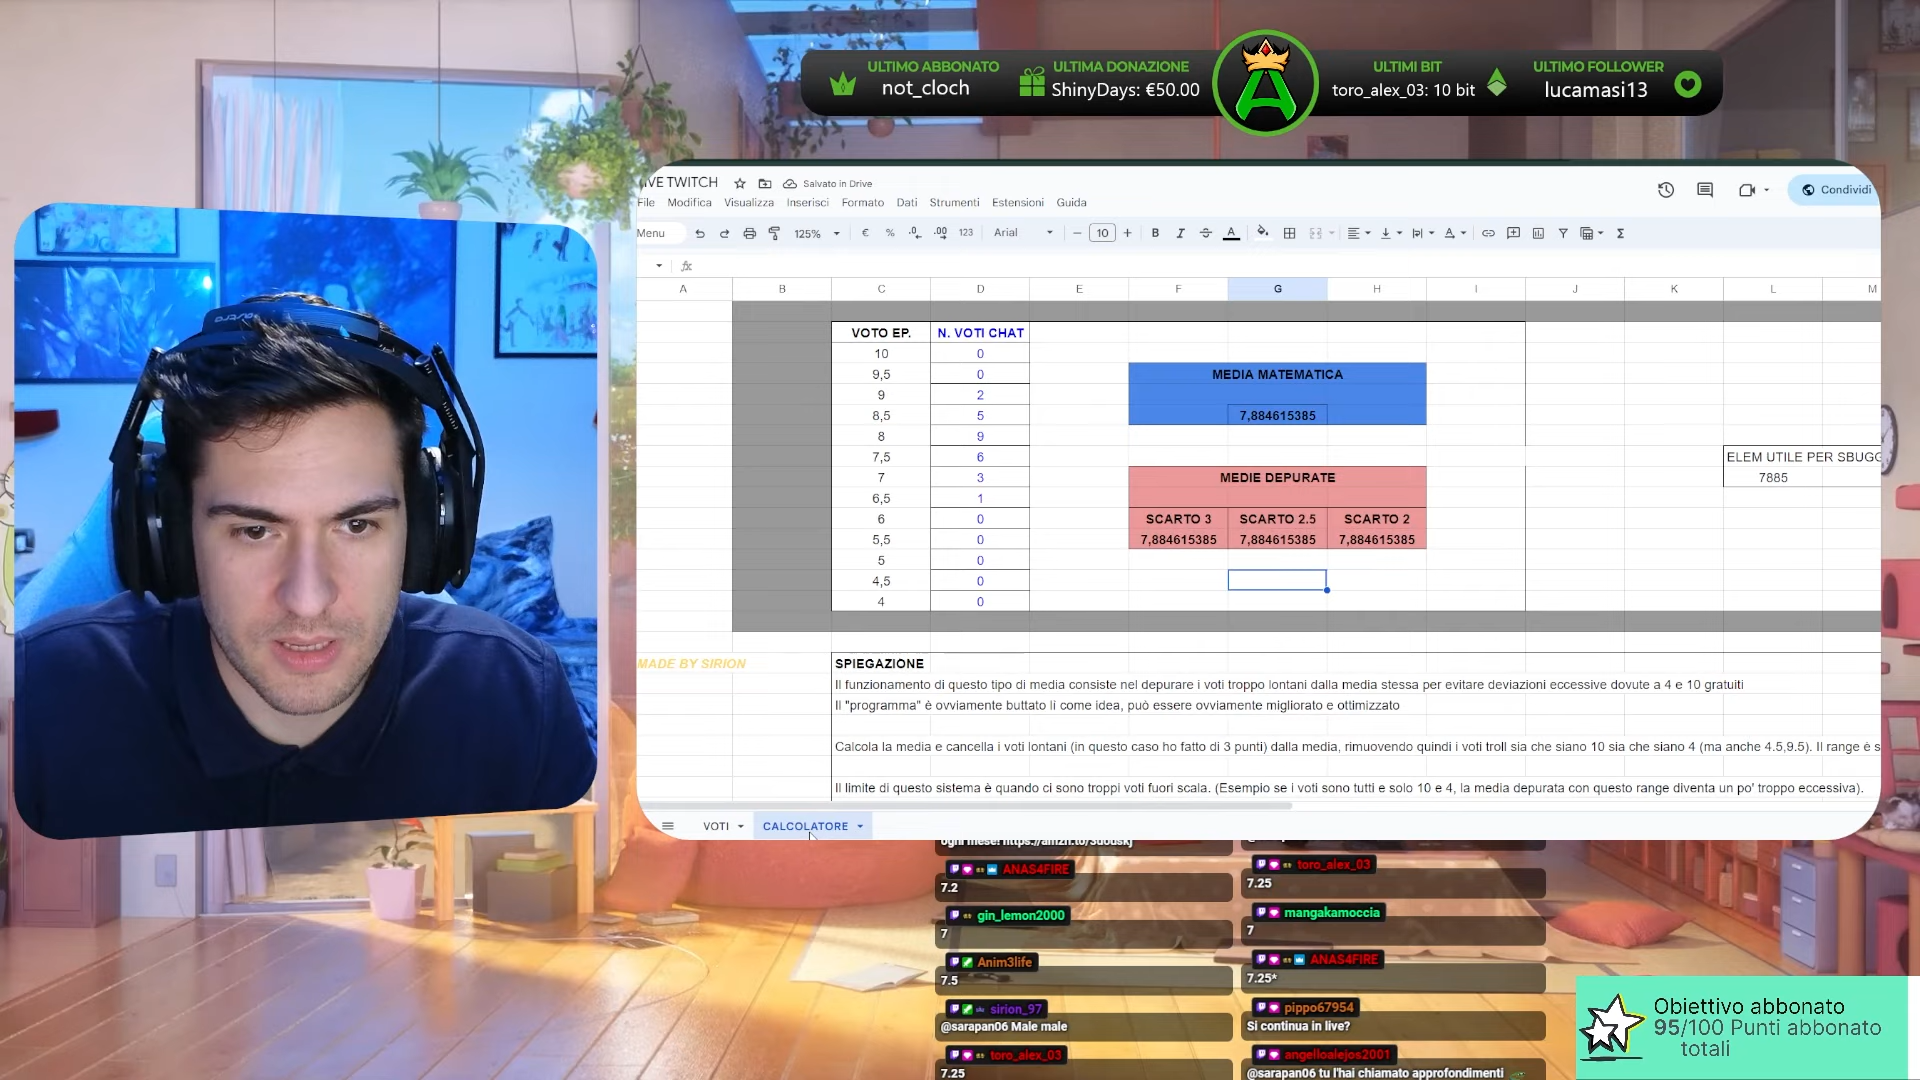 ULTIMO ABBONATO
not_cloch
ULTIMA DONAZIONE
ShinyDays: €50.00
ULTIMI BIT
toro_alex_03: 10 bit
ULTIMO FOLLOWER
lucamasi13
IVE TWITCH
Salvato in Drive
Condividi
File Modifica Visualizza Inserisci Formato Dati Strumenti Estensioni Guida
Menu 125% € % .0 .00 123 Arial 10 B I A Σ
fx
A B C D E F G H I J K L M
VOTO EP. N. VOTI CHAT
10 0
9,5 0
9 2
8,5 5
8 9
7,5 6
7 3
6,5 1
6 0
5,5 0
5 0
4,5 0
4 0
MEDIA MATEMATICA
7,884615385
MEDIE DEPURATE
SCARTO 3 SCARTO 2.5 SCARTO 2
7,884615385 7,884615385 7,884615385
ELEM UTILE PER SBUGG
7885
MADE BY SIRION
SPIEGAZIONE
Il funzionamento di questo tipo di media consiste nel depurare i voti troppo lontani dalla media stessa per evitare deviazioni eccessive dovute a 4 e 10 gratuiti
Il "programma" è ovviamente buttato lì come idea, può essere ovviamente migliorato e ottimizzato
Calcola la media e cancella i voti lontani (in questo caso ho fatto di 3 punti) dalla media, rimuovendo quindi i voti troll sia che siano 10 sia che siano 4 (ma anche 4.5,9.5). Il range è s
Il limite di questo sistema è quando ci sono troppi voti fuori scala. (Esempio se i voti sono tutti e solo 10 e 4, la media depurata con questo range diventa un po' troppo eccessiva).
VOTI CALCOLATORE
ANAS4FIRE
7.2
gin_lemon2000
7
Anim3life
7.5
sirion_97
@sarapan06 Male male
toro_alex_03
7.25
toro_alex_03
7.25
mangakamoccia
7
ANAS4FIRE
7.25*
pippo67954
Si continua in live?
angelloalejos2001
@sarapan06 tu l'hai chiamato approfondimenti
Obiettivo abbonato
95/100 Punti abbonato
totali